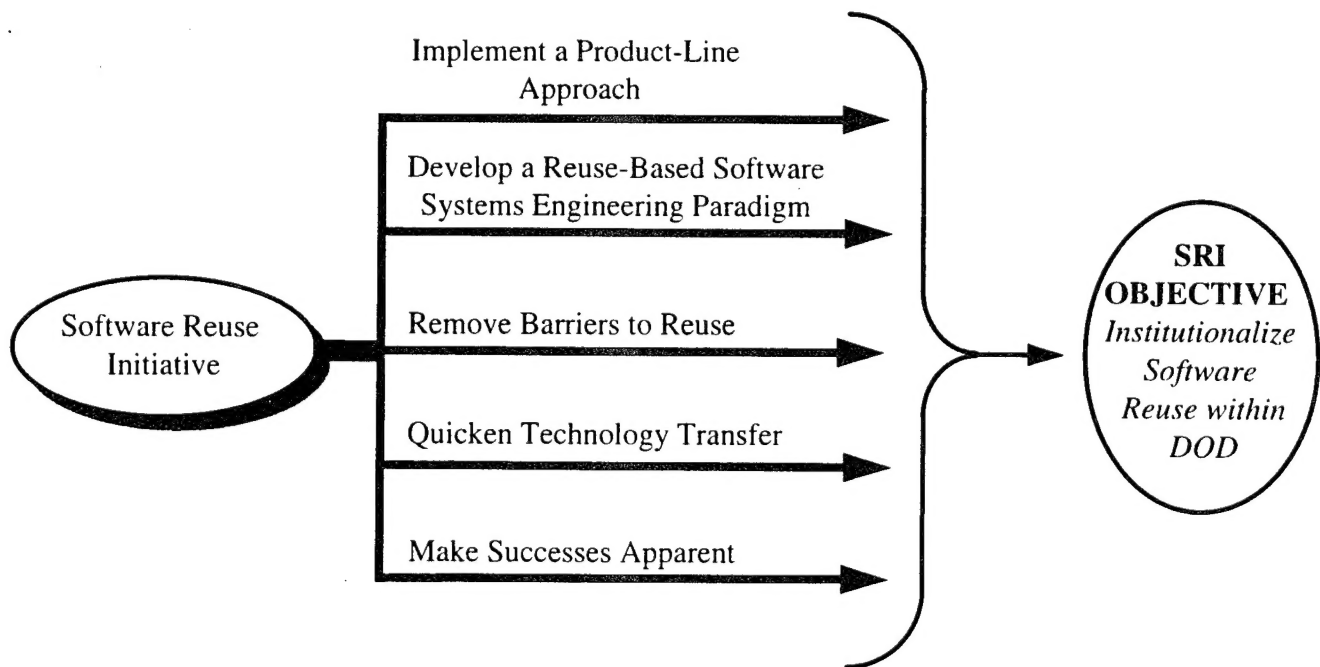 Implement a Product-Line
Approach
Develop a Reuse-Based Software
Systems Engineering Paradigm
Software Reuse
Initiative
Remove Barriers to Reuse
Quicken Technology Transfer
Make Successes Apparent
SRI
OBJECTIVE
Institutionalize
Software
Reuse within
DOD